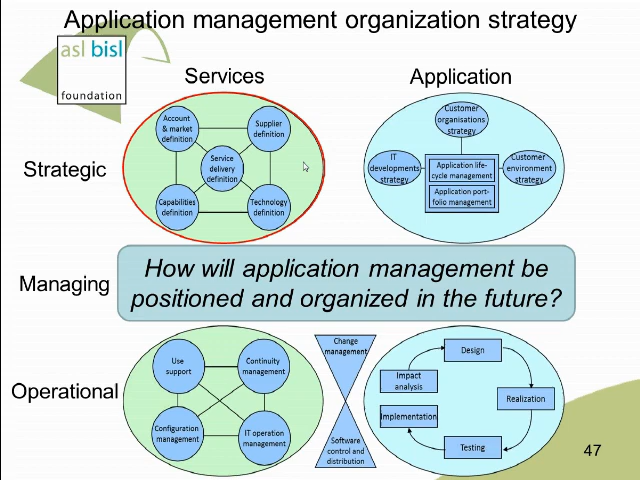 Application management organization strategy
asl bisl
foundation
Services
Application
Strategic
Account
& market
definition
Supplier
definition
Service
delivery
definition
Capabilities
definition
Technology
definition
Customer
organisations
strategy
IT
developments
strategy
Application life-
cycle management
Application port-
folio management
Customer
environment
strategy
Managing
How will application management be
positioned and organized in the future?
Operational
Use
support
Continuity
management
Configuration
management
IT operation
management
Change
management
Software
control and
distribution
Design
Impact
analysis
Realization
Implementation
Testing
47